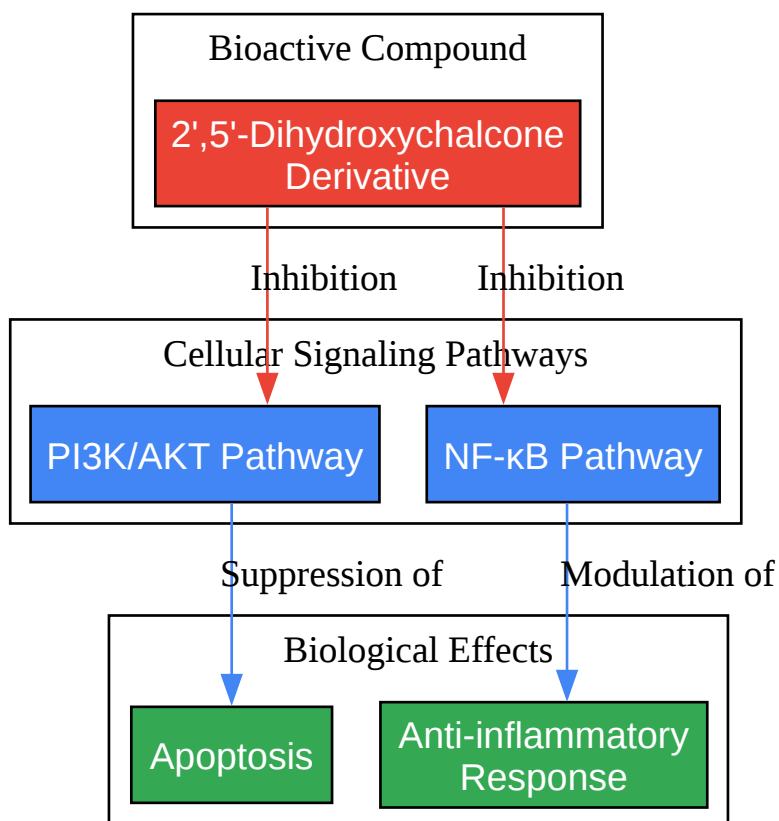 Bioactive Compound
2',5'-Dihydroxychalcone
Derivative
Inhibition
Inhibition
Cellular Signaling Pathways
PI3K/AKT Pathway
NF-κB Pathway
Suppression of
Modulation of
Biological Effects
Apoptosis
Anti-inflammatory
Response